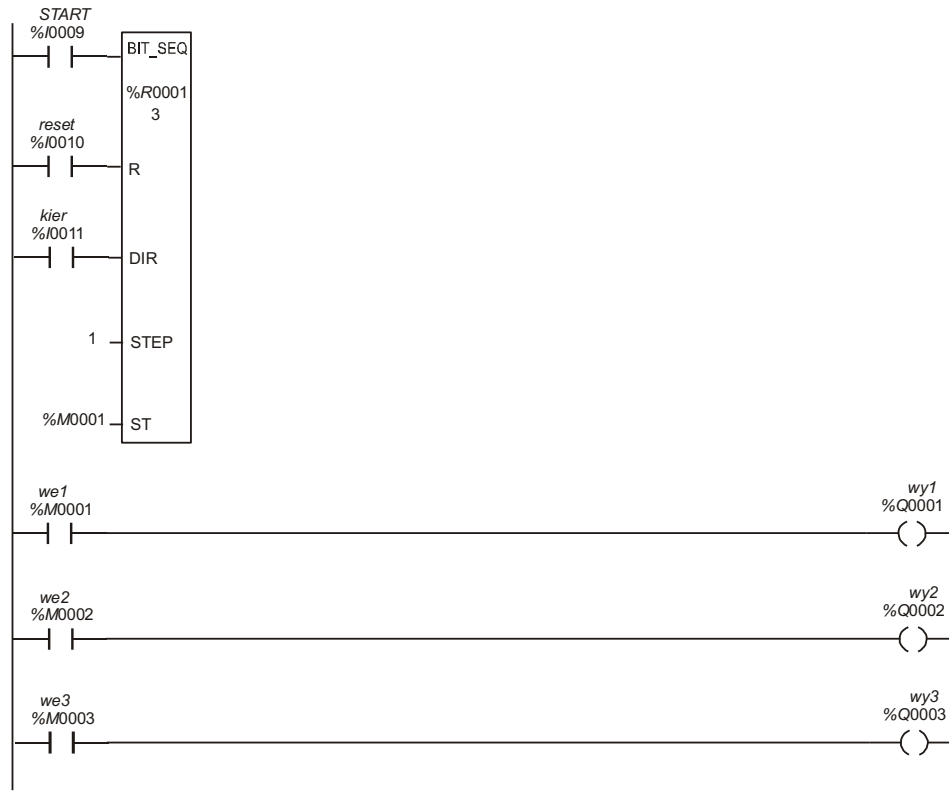 START
%I0009
BIT_SEQ
%R0001
3
reset
%I0010
R
kier
%I0011
DIR
1
STEP
%M0001
ST
we1
%M0001
wy1
%Q0001
we2
%M0002
wy2
%Q0002
we3
%M0003
wy3
%Q0003